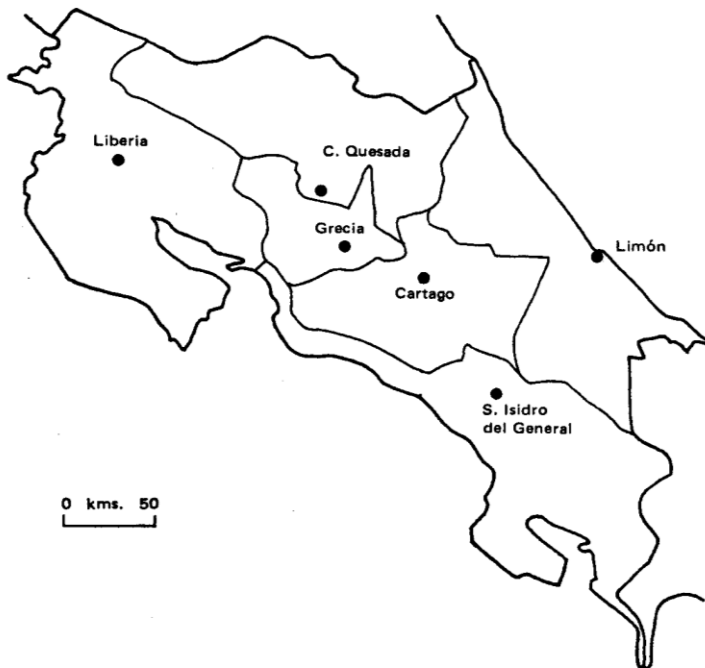 Liberia
C. Quesada
Grecia
Limón
Cartago
S. Isidro
del General
0 kms. 50